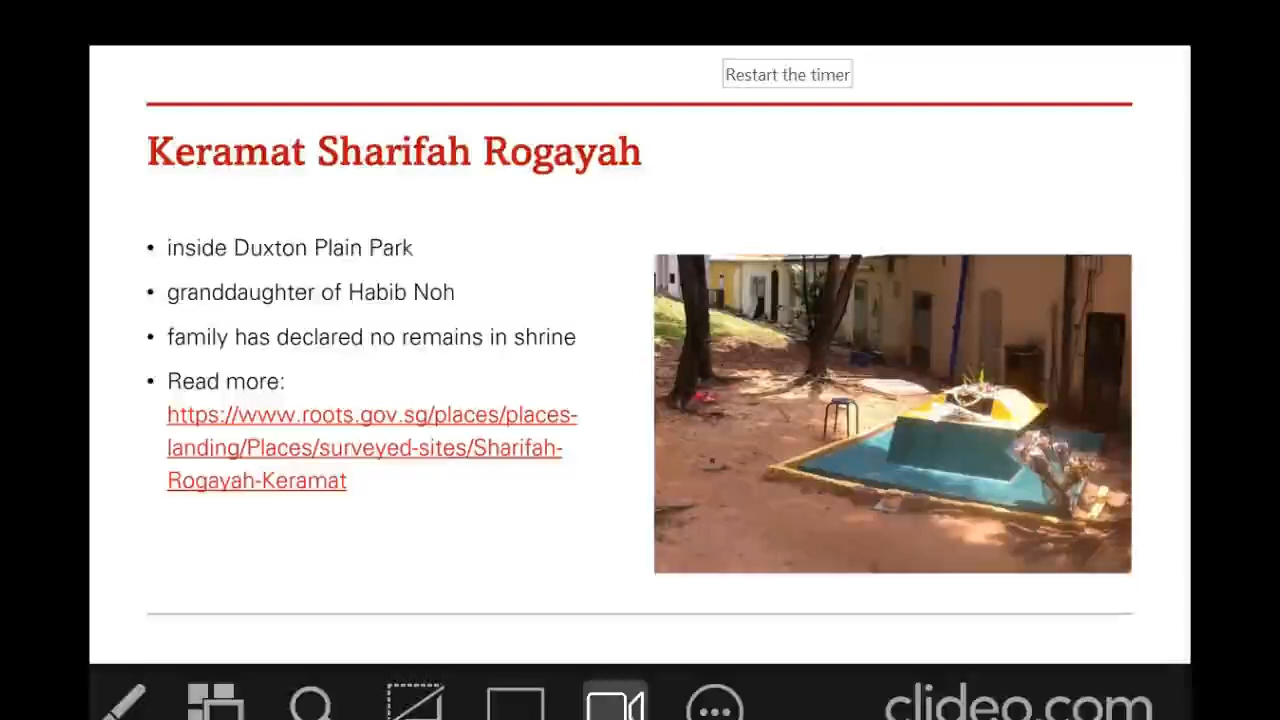 Restart the timer
Keramat Sharifah Rogayah
• inside Duxton Plain Park
• granddaughter of Habib Noh
• family has declared no remains in shrine
• Read more:
https://www.roots.gov.sg/places/places-
landing/Places/surveyed-sites/Sharifah-
Rogayah-Keramat
clideo.com